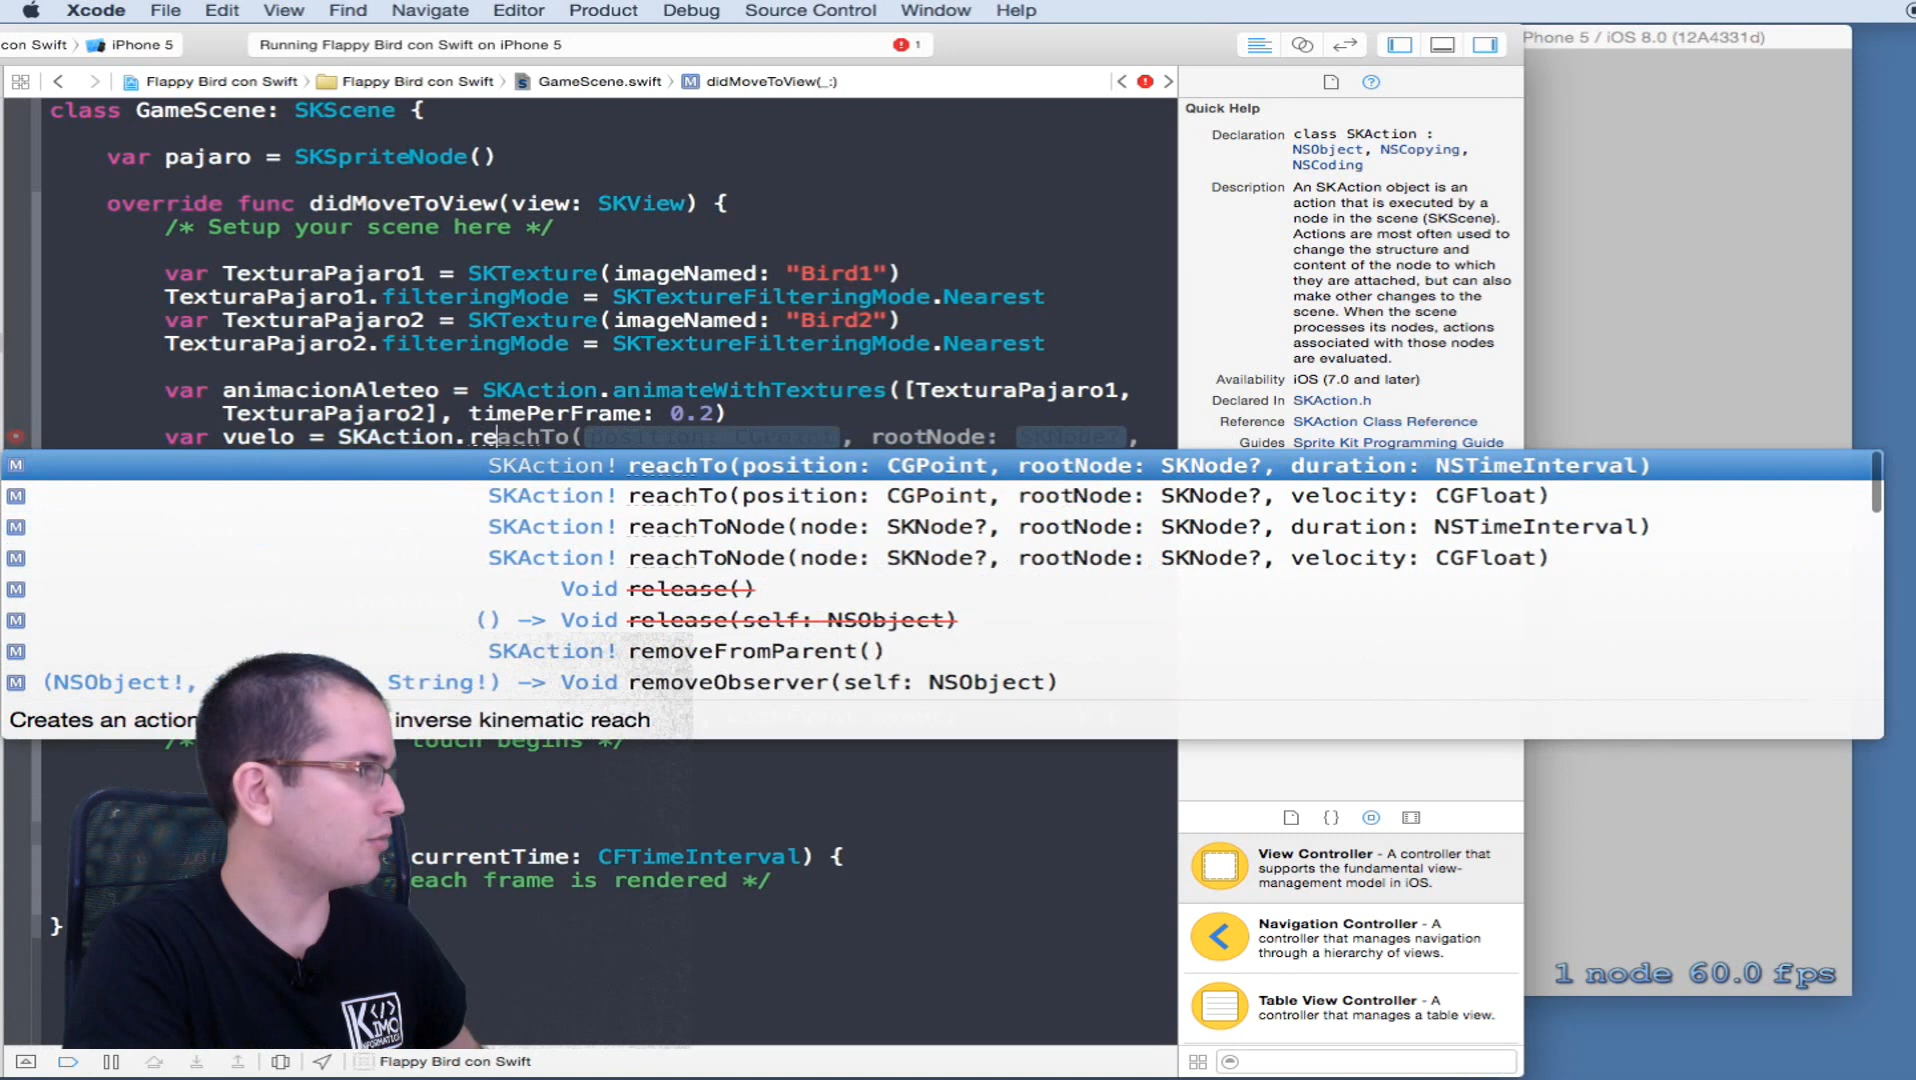 Xcode File Edit View Find Navigate Editor Product Debug Source Control Window Help
con Swift iPhone 5 Running Flappy Bird con Swift on iPhone 5 1
Phone 5 / iOS 8.0 (12A4331d)
Flappy Bird con Swift Flappy Bird con Swift GameScene.swift M didMoveToView(_:)
class GameScene: SKScene {
var pajaro = SKSpriteNode()
override func didMoveToView(view: SKView) {
/* Setup your scene here */
var TexturaPajaro1 = SKTexture(imageNamed: "Bird1")
TexturaPajaro1.filteringMode = SKTextureFilteringMode.Nearest
var TexturaPajaro2 = SKTexture(imageNamed: "Bird2")
TexturaPajaro2.filteringMode = SKTextureFilteringMode.Nearest
var animacionAleteo = SKAction.animateWithTextures([TexturaPajaro1,
TexturaPajaro2], timePerFrame: 0.2)
var vuelo = SKAction.reachTo(position: CGPoint, rootNode: SKNode?,
M SKAction! reachTo(position: CGPoint, rootNode: SKNode?, duration: NSTimeInterval)
M SKAction! reachTo(position: CGPoint, rootNode: SKNode?, velocity: CGFloat)
M SKAction! reachToNode(node: SKNode?, rootNode: SKNode?, duration: NSTimeInterval)
M SKAction! reachToNode(node: SKNode?, rootNode: SKNode?, velocity: CGFloat)
M Void release()
M () -> Void release(self: NSObject)
M SKAction! removeFromParent()
M (NSObject!, String!) -> Void removeObserver(self: NSObject)
Creates an action inverse kinematic reach
/* touch begins */
currentTime: CFTimeInterval) {
each frame is rendered */
}
Flappy Bird con Swift
Quick Help
Declaration class SKAction :
NSObject, NSCopying,
NSCoding
Description An SKAction object is an
action that is executed by a
node in the scene (SKScene).
Actions are most often used to
change the structure and
content of the node to which
they are attached, but can also
make other changes to the
scene. When the scene
processes its nodes, actions
associated with those nodes
are evaluated.
Availability iOS (7.0 and later)
Declared In SKAction.h
Reference SKAction Class Reference
Guides Sprite Kit Programming Guide
View Controller - A controller that
supports the fundamental view-
management model in iOS.
Navigation Controller - A
controller that manages navigation
through a hierarchy of views.
Table View Controller - A
controller that manages a table view.
1 node 60.0 fps
K </>
IMO
INFORMATICS